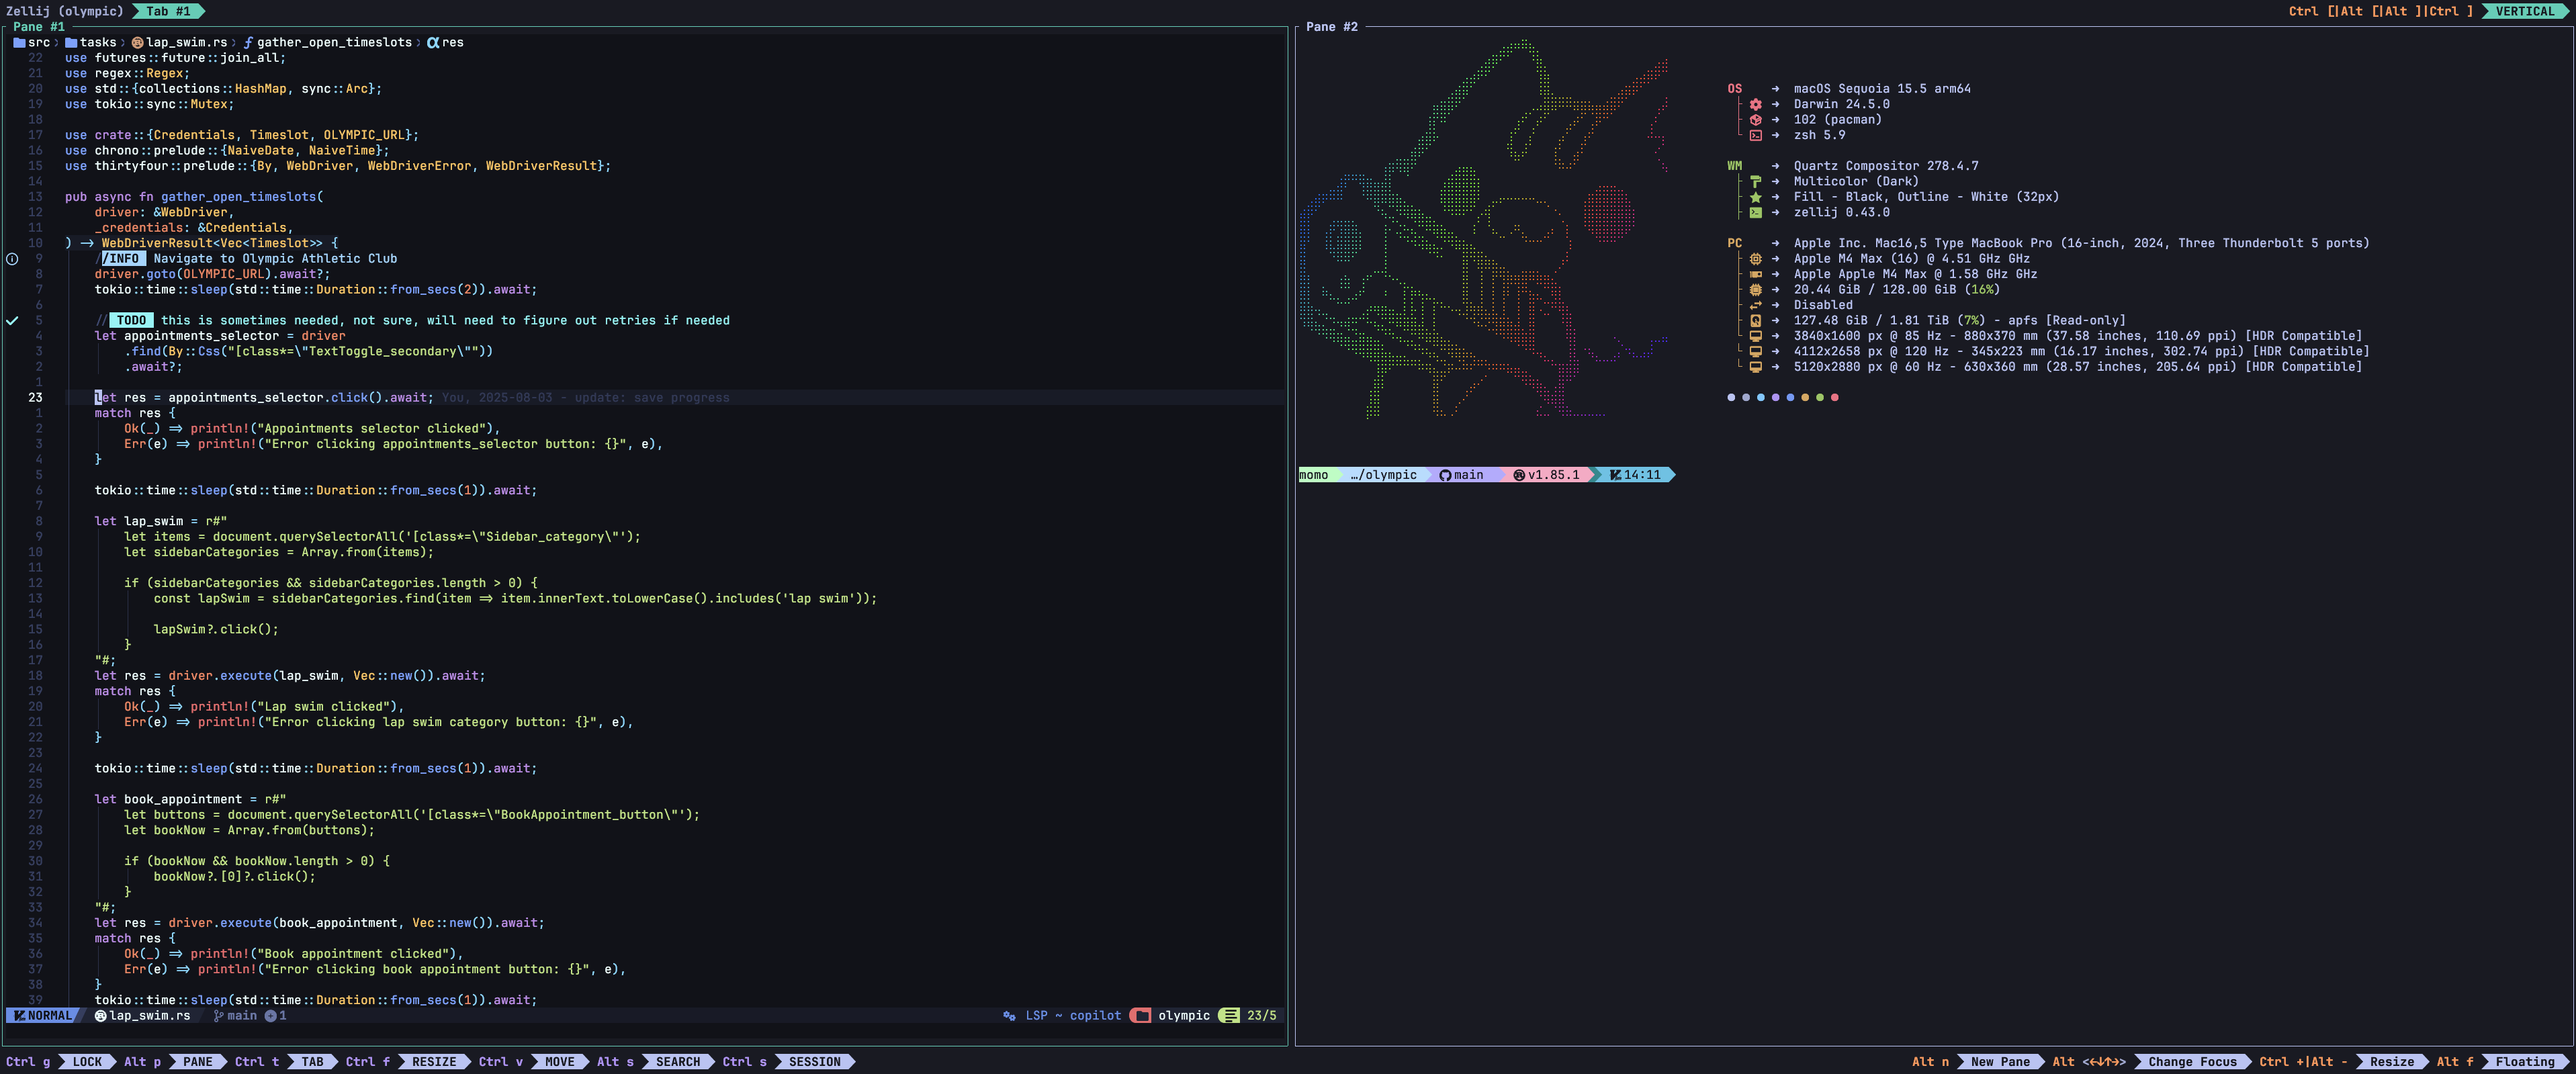 Zellij (olympic) Tab #1 Ctrl [|Alt [|Alt ]|Ctrl ] VERTICAL
Pane #1
src › tasks › lap_swim.rs › gather_open_timeslots › res
22 use futures::future::join_all;
21 use regex::Regex;
20 use std::{collections::HashMap, sync::Arc};
19 use tokio::sync::Mutex;
18
17 use crate::{Credentials, Timeslot, OLYMPIC_URL};
16 use chrono::prelude::{NaiveDate, NaiveTime};
15 use thirtyfour::prelude::{By, WebDriver, WebDriverError, WebDriverResult};
14
13 pub async fn gather_open_timeslots(
12     driver: &WebDriver,
11     _credentials: &Credentials,
10 ) -> WebDriverResult<Vec<Timeslot>> {
9     //INFO Navigate to Olympic Athletic Club
8     driver.goto(OLYMPIC_URL).await?;
7     tokio::time::sleep(std::time::Duration::from_secs(2)).await;
6
5     // TODO this is sometimes needed, not sure, will need to figure out retries if needed
4     let appointments_selector = driver
3         .find(By::Css("[class*=\"TextToggle_secondary\""))
2         .await?;
1
23     let res = appointments_selector.click().await; You, 2025-08-03 - update: save progress
1     match res {
2         Ok(_) => println!("Appointments selector clicked"),
3         Err(e) => println!("Error clicking appointments_selector button: {}", e),
4     }
5
6     tokio::time::sleep(std::time::Duration::from_secs(1)).await;
7
8     let lap_swim = r#"
9         let items = document.querySelectorAll('[class*=\"Sidebar_category\"');
10         let sidebarCategories = Array.from(items);
11
12         if (sidebarCategories && sidebarCategories.length > 0) {
13             const lapSwim = sidebarCategories.find(item => item.innerText.toLowerCase().includes('lap swim'));
14
15             lapSwim?.click();
16         }
17     "#;
18     let res = driver.execute(lap_swim, Vec::new()).await;
19     match res {
20         Ok(_) => println!("Lap swim clicked"),
21         Err(e) => println!("Error clicking lap swim category button: {}", e),
22     }
23
24     tokio::time::sleep(std::time::Duration::from_secs(1)).await;
25
26     let book_appointment = r#"
27         let buttons = document.querySelectorAll('[class*=\"BookAppointment_button\"');
28         let bookNow = Array.from(buttons);
29
30         if (bookNow && bookNow.length > 0) {
31             bookNow?.[0]?.click();
32         }
33     "#;
34     let res = driver.execute(book_appointment, Vec::new()).await;
35     match res {
36         Ok(_) => println!("Book appointment clicked"),
37         Err(e) => println!("Error clicking book appointment button: {}", e),
38     }
39     tokio::time::sleep(std::time::Duration::from_secs(1)).await;
NORMAL lap_swim.rs main 1 LSP ~ copilot olympic 23/5
Pane #2
OS → macOS Sequoia 15.5 arm64
→ Darwin 24.5.0
→ 102 (pacman)
→ zsh 5.9
WM → Quartz Compositor 278.4.7
→ Multicolor (Dark)
→ Fill - Black, Outline - White (32px)
→ zellij 0.43.0
PC → Apple Inc. Mac16,5 Type MacBook Pro (16-inch, 2024, Three Thunderbolt 5 ports)
→ Apple M4 Max (16) @ 4.51 GHz GHz
→ Apple Apple M4 Max @ 1.58 GHz GHz
→ 20.44 GiB / 128.00 GiB (16%)
→ Disabled
→ 127.48 GiB / 1.81 TiB (7%) - apfs [Read-only]
→ 3840x1600 px @ 85 Hz - 880x370 mm (37.58 inches, 110.69 ppi) [HDR Compatible]
→ 4112x2658 px @ 120 Hz - 345x223 mm (16.17 inches, 302.74 ppi) [HDR Compatible]
→ 5120x2880 px @ 60 Hz - 630x360 mm (28.57 inches, 205.64 ppi) [HDR Compatible]
momo …/olympic main v1.85.1 14:11
Ctrl g LOCK Alt p PANE Ctrl t TAB Ctrl f RESIZE Ctrl v MOVE Alt s SEARCH Ctrl s SESSION Alt n New Pane Alt <←↓↑→> Change Focus Ctrl +|Alt - Resize Alt f Floating